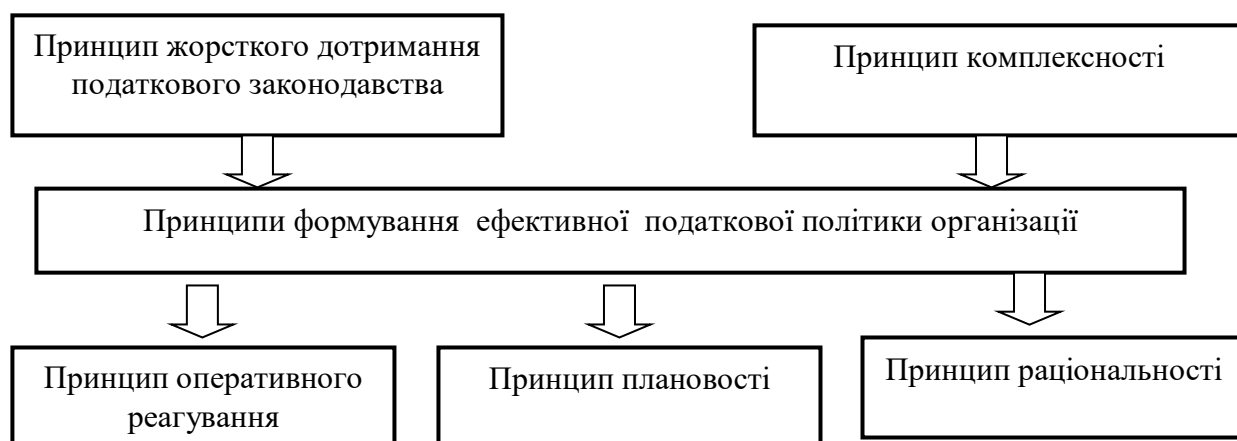 Принцип жорсткого дотримання
податкового законодавства
Принцип комплексності
Принципи формування ефективної податкової політики організації
Принцип оперативного
реагування
Принцип плановості
Принцип раціональності